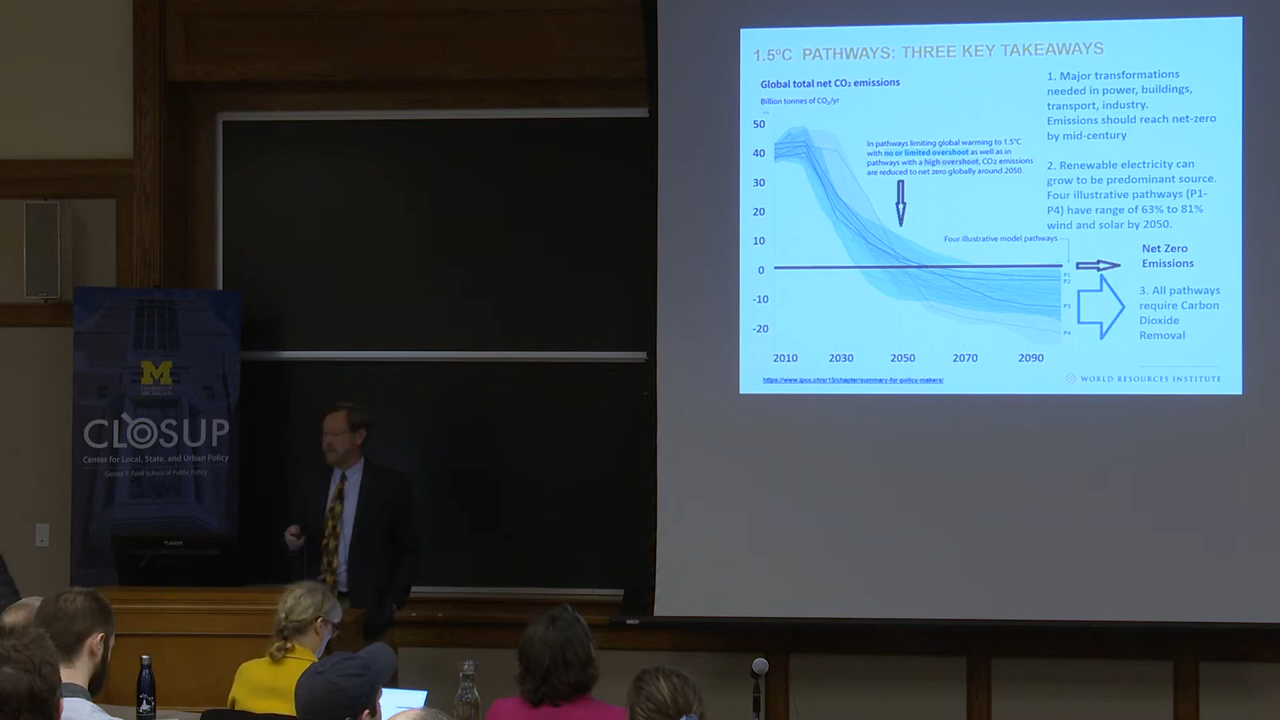 1.5ºC PATHWAYS: THREE KEY TAKEAWAYS
Global total net CO₂ emissions
Billion tonnes of CO₂/yr
50
40
30
20
10
0
-10
-20
2010 2030 2050 2070 2090
In pathways limiting global warming to 1.5°C
with no or limited overshoot as well as in
pathways with a high overshoot, CO₂ emissions
are reduced to net zero globally around 2050.
Four illustrative model pathways
P1
P2
P3
P4
1. Major transformations
needed in power, buildings,
transport, industry.
Emissions should reach net-zero
by mid-century
2. Renewable electricity can
grow to be predominant source.
Four illustrative pathways (P1-
P4) have range of 63% to 81%
wind and solar by 2050.
Net Zero
Emissions
3. All pathways
require Carbon
Dioxide
Removal
https://www.ipcc.ch/sr15/chapter/summary-for-policy-makers/
WORLD RESOURCES INSTITUTE
M
CLOSUP
Center for Local, State, and Urban Policy
Gerald R. Ford School of Public Policy